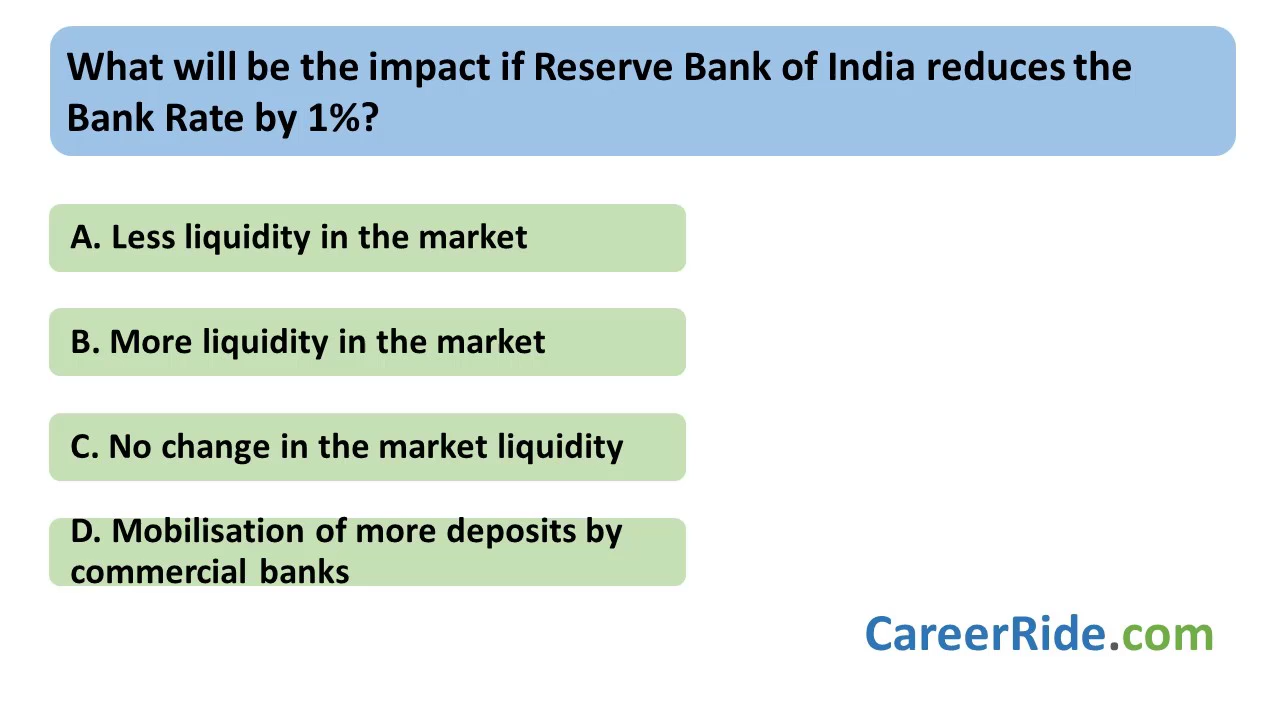 What will be the impact if Reserve Bank of India reduces the
Bank Rate by 1%?
A. Less liquidity in the market
B. More liquidity in the market
C. No change in the market liquidity
D. Mobilisation of more deposits by
commercial banks
CareerRide.com